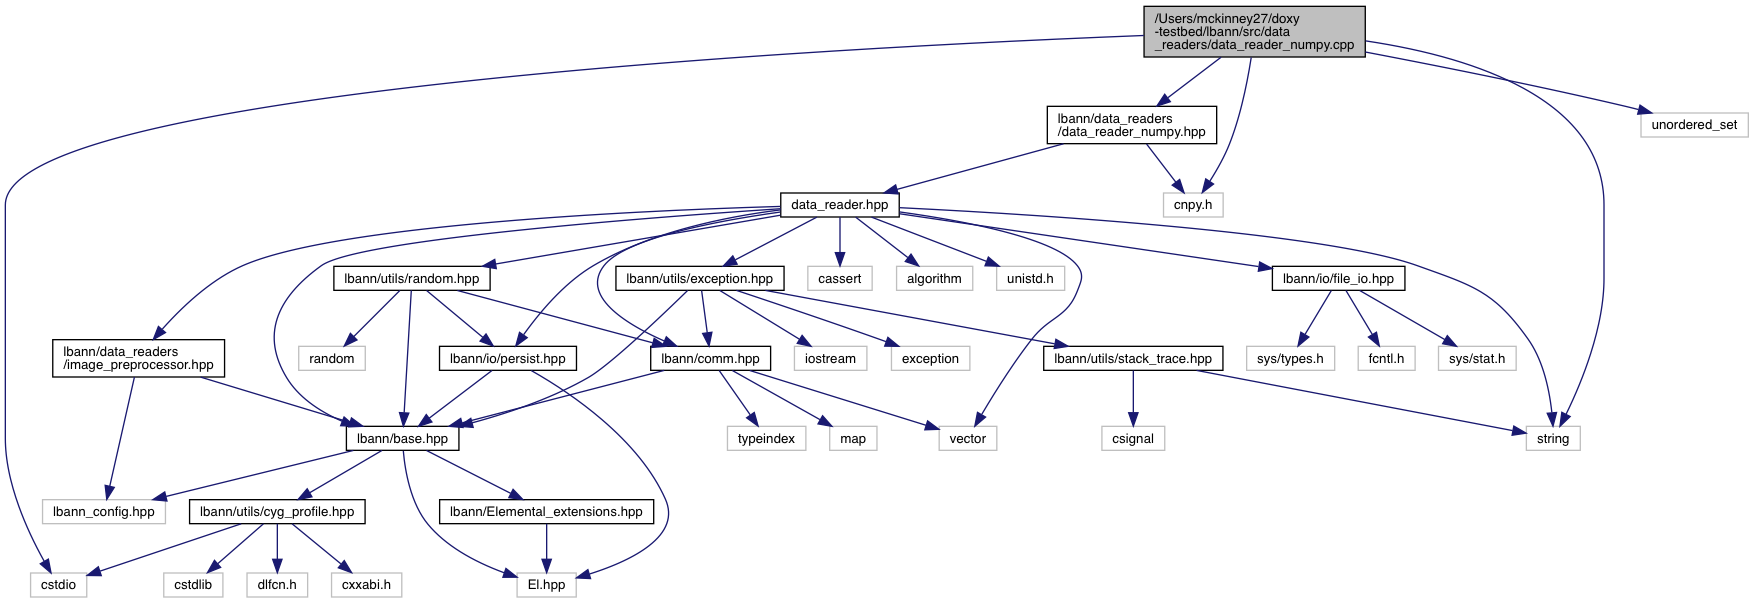 /Users/mckinney27/doxy
-testbed/lbann/src/data
_readers/data_reader_numpy.cpp
lbann/data_readers
/data_reader_numpy.hpp
unordered_set
data_reader.hpp
cnpy.h
lbann/utils/random.hpp
lbann/utils/exception.hpp
cassert
algorithm
unistd.h
lbann/io/file_io.hpp
lbann/data_readers
/image_preprocessor.hpp
random
lbann/io/persist.hpp
lbann/comm.hpp
iostream
exception
lbann/utils/stack_trace.hpp
sys/types.h
fcntl.h
sys/stat.h
lbann/base.hpp
typeindex
map
vector
csignal
string
lbann_config.hpp
lbann/utils/cyg_profile.hpp
lbann/Elemental_extensions.hpp
cstdio
cstdlib
dlfcn.h
cxxabi.h
El.hpp